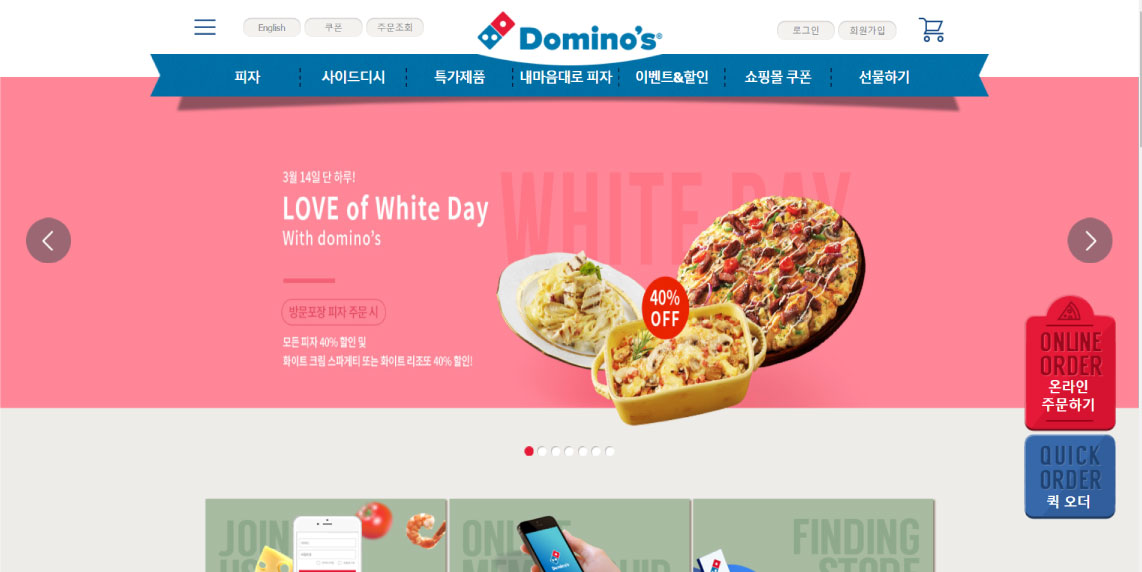 English
쿠폰
주문조회
Domino's®
로그인
회원가입
피자
사이드디시
특가제품
내마음대로 피자
이벤트&할인
쇼핑몰 쿠폰
선물하기
WHITE DAY
3월 14일 단 하루!
LOVE of White Day
With domino's
40%
OFF
방문포장 피자 주문 시
모든 피자 40% 할인 및
화이트 크림 스파게티 또는 화이트 리조또 40% 할인!
ONLINE
ORDER
온라인
주문하기
QUICK
ORDER
퀵 오더
JOIN
US
Domino's
FINDING
STORE